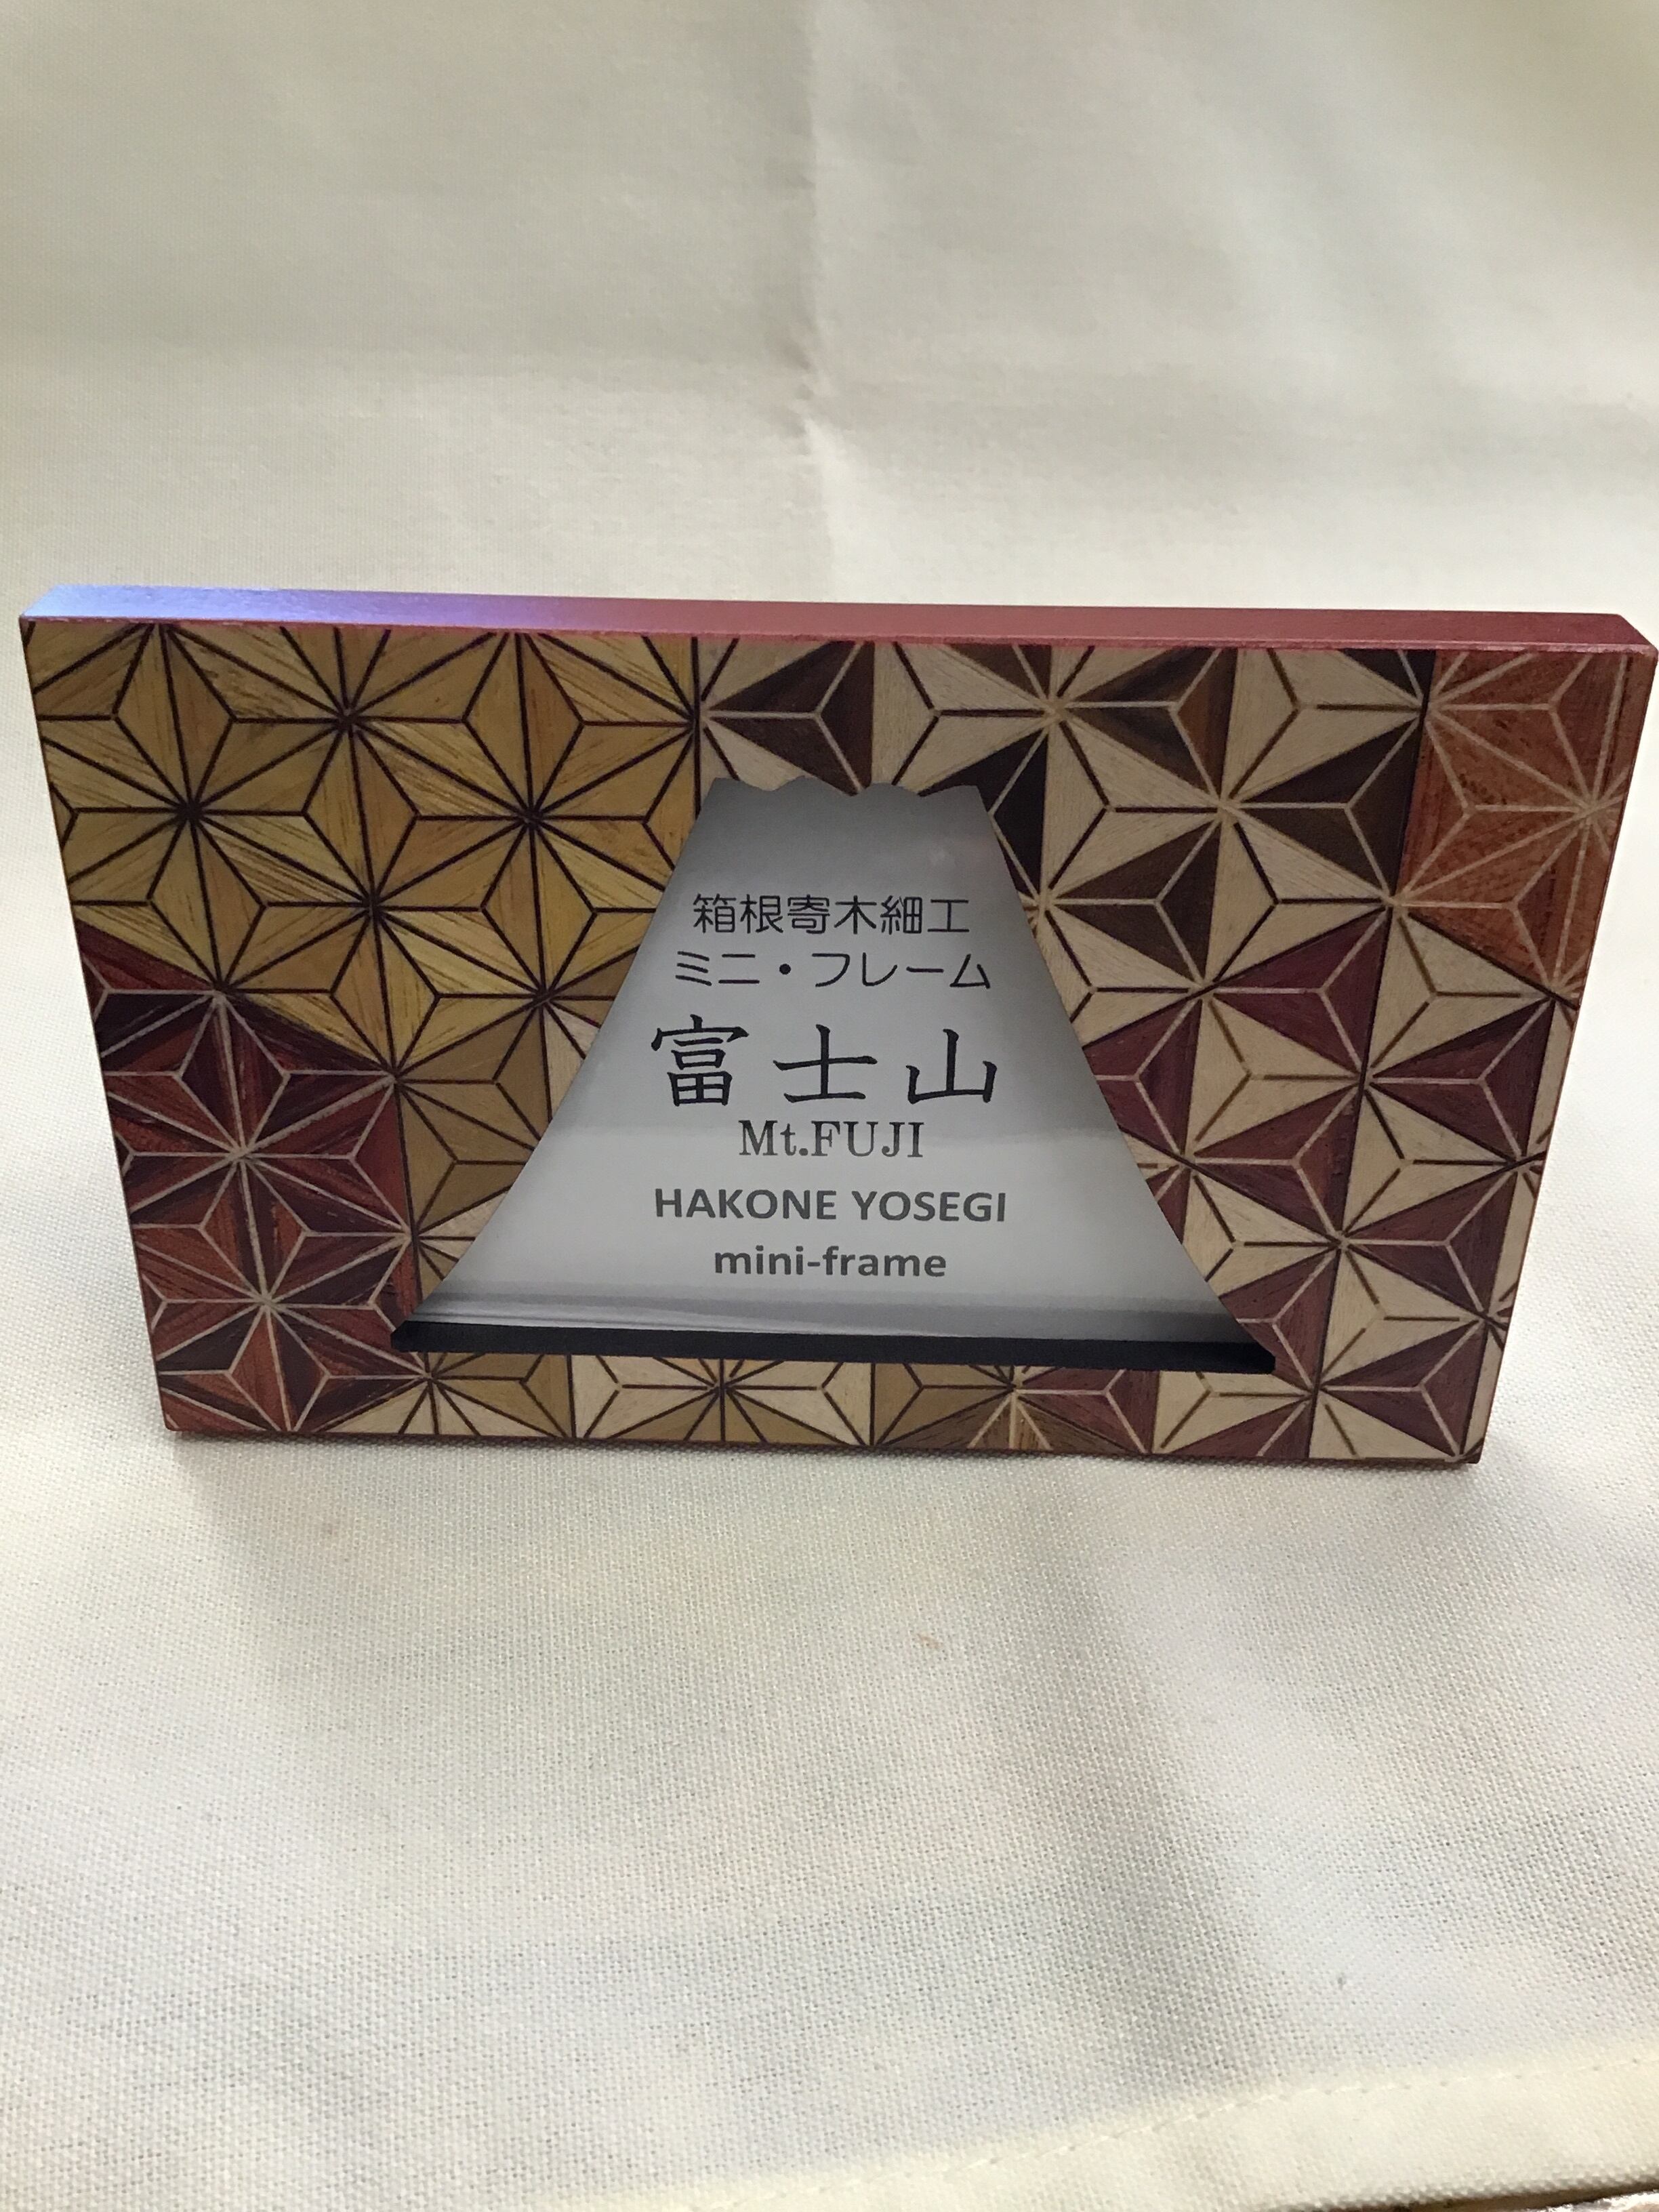 箱根寄木細工
ミニ・フレーム
富士山
Mt.FUJI
HAKONE YOSEGI
mini-frame